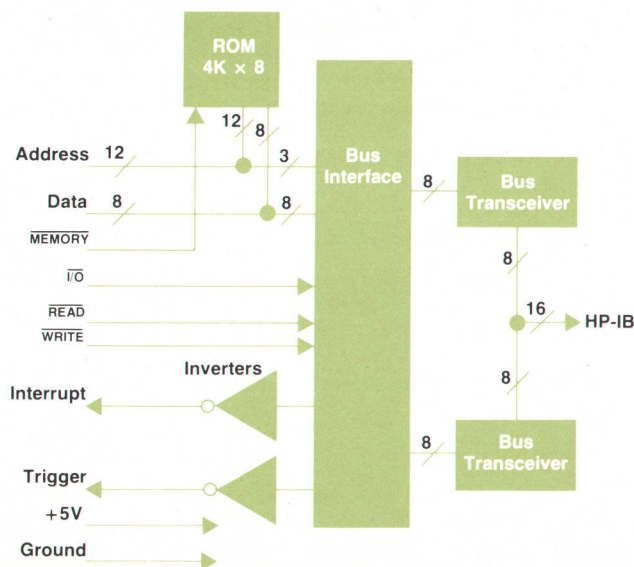 ROM
4K × 8
12
8
Address
12
3
Bus
Interface
8
Bus
Transceiver
Data
8
8
MEMORY
8
I/O
16
HP-IB
READ
WRITE
Inverters
8
Interrupt
8
Bus
Transceiver
Trigger
+5V
Ground